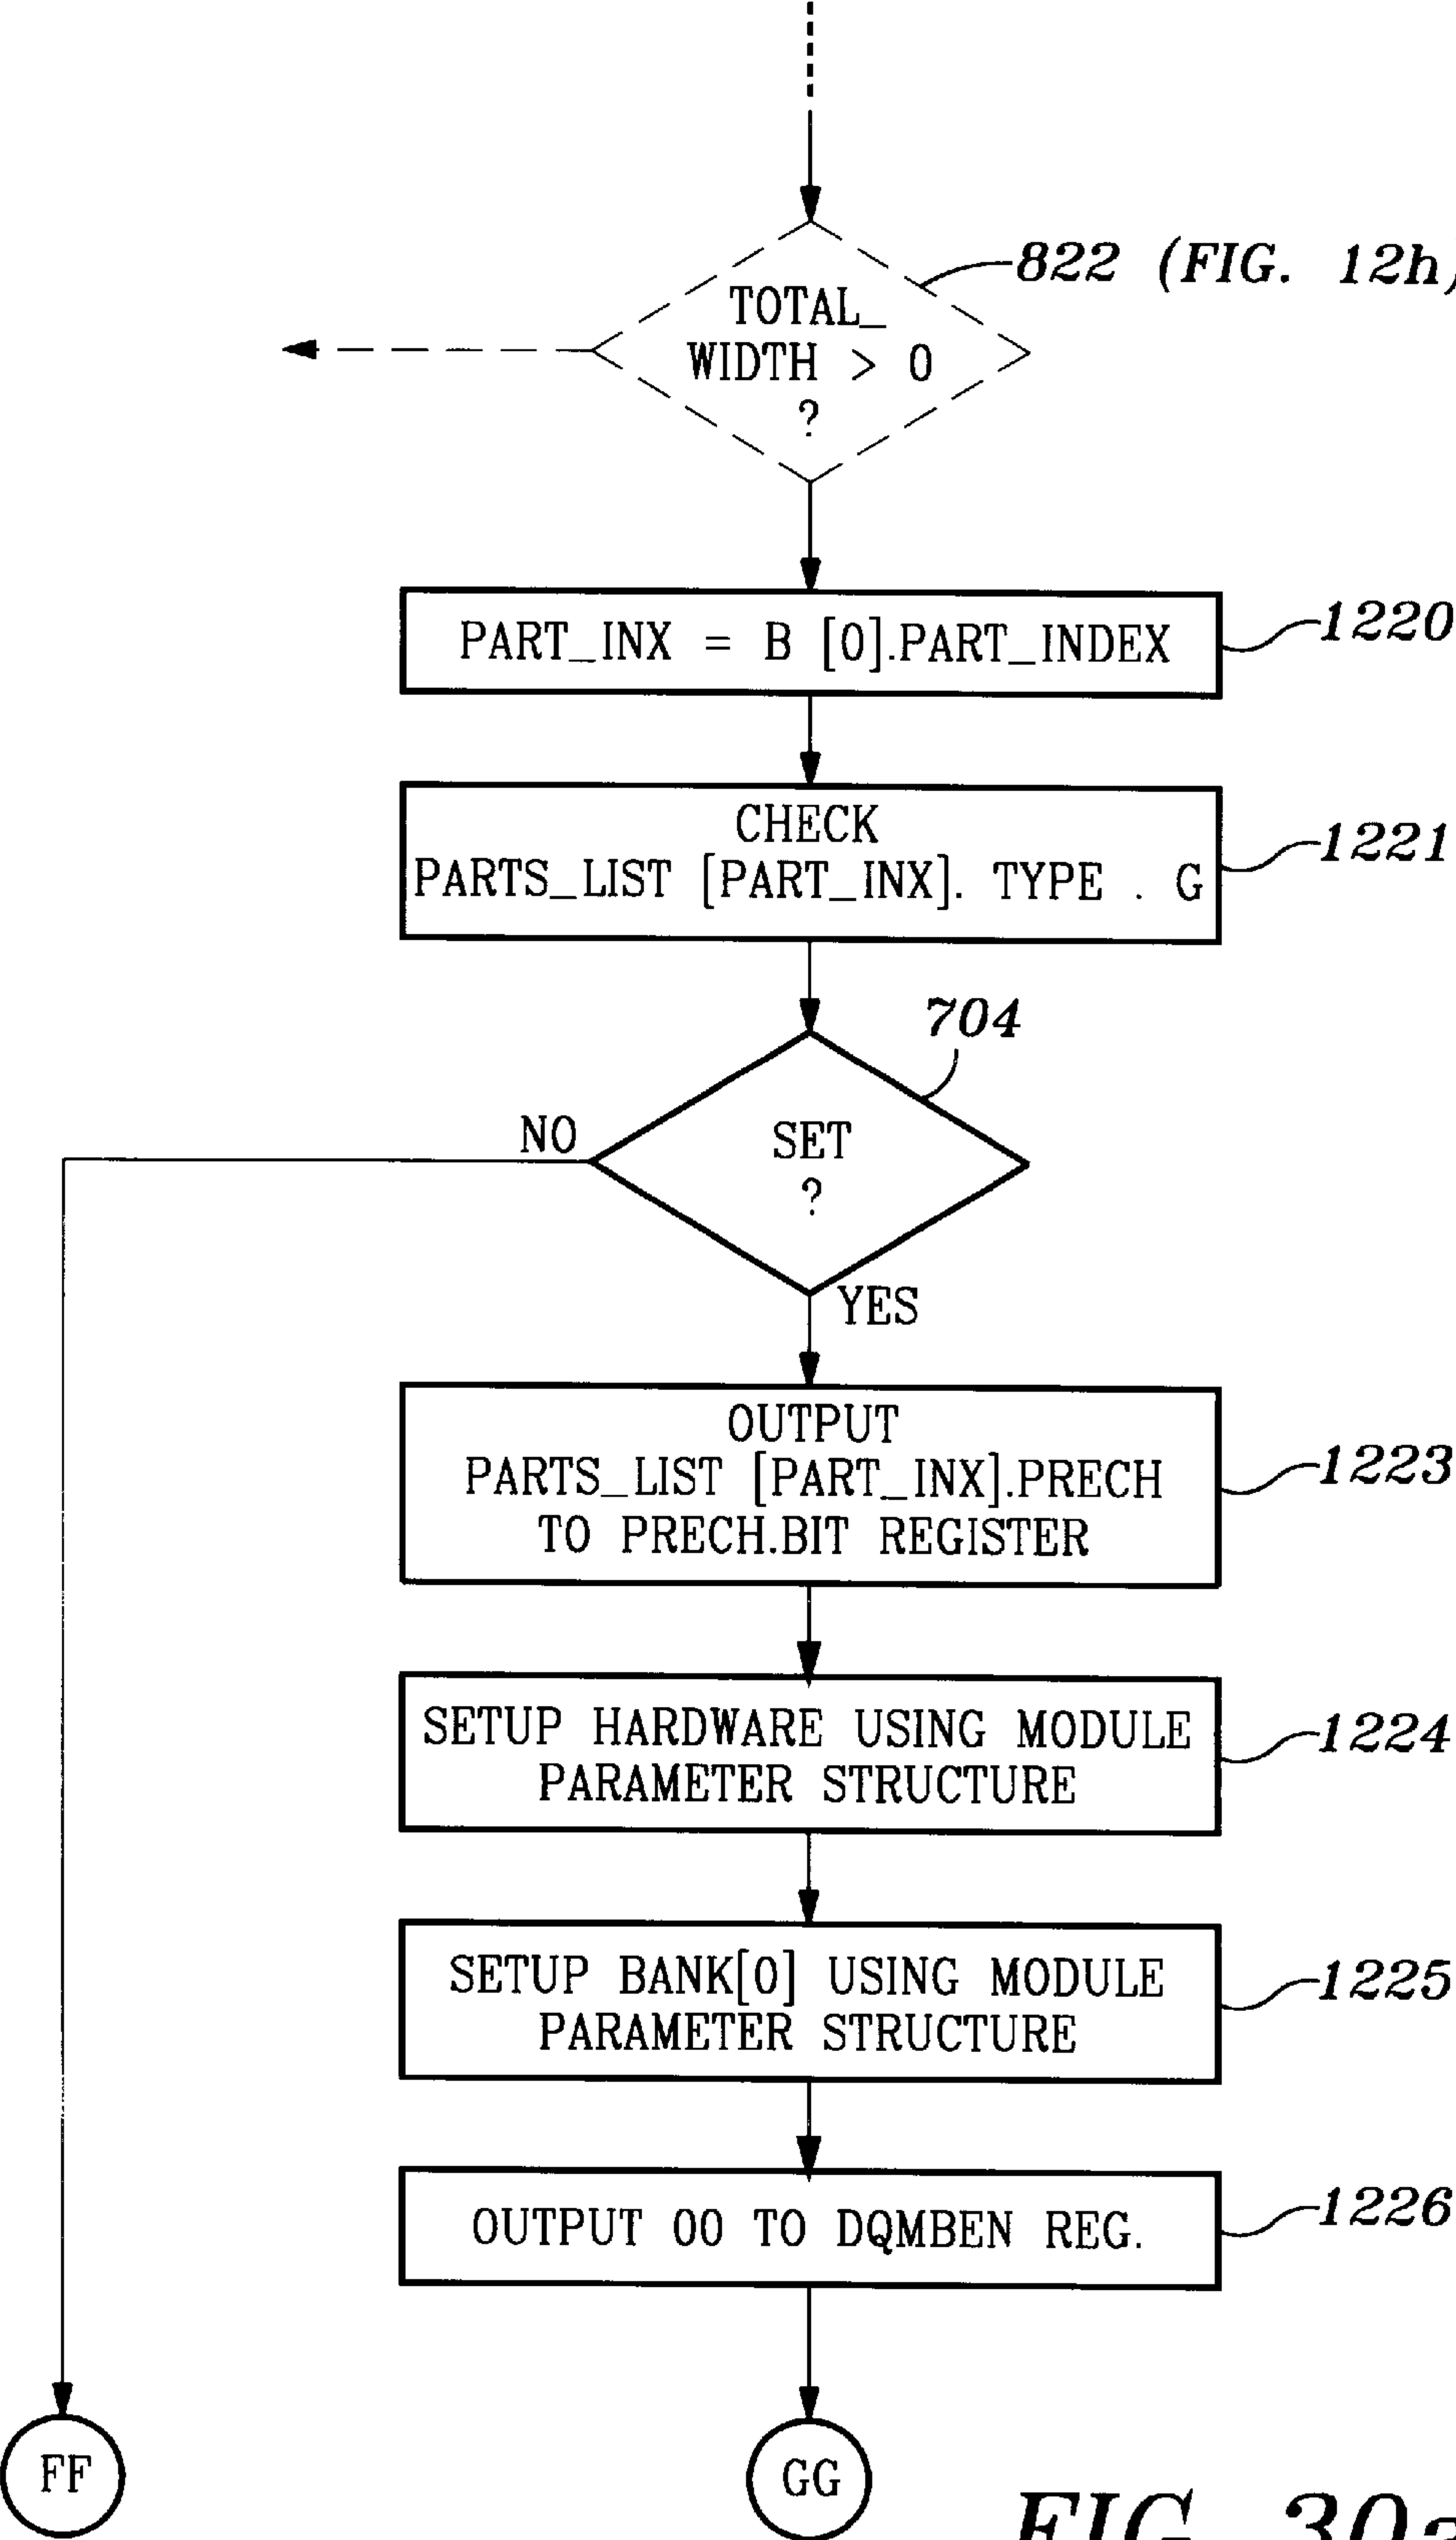 822 (FIG. 12h)
TOTAL_
WIDTH > 0
?
PART_INX = B [0].PART_INDEX
1220
CHECK
PARTS_LIST [PART_INX]. TYPE . G
1221
704
NO
SET
?
YES
OUTPUT
PARTS_LIST [PART_INX].PRECH
TO PRECH.BIT REGISTER
1223
SETUP HARDWARE USING MODULE
PARAMETER STRUCTURE
1224
SETUP BANK[0] USING MODULE
PARAMETER STRUCTURE
1225
OUTPUT 00 TO DQMBEN REG.
1226
FF
GG
FIG. 30a